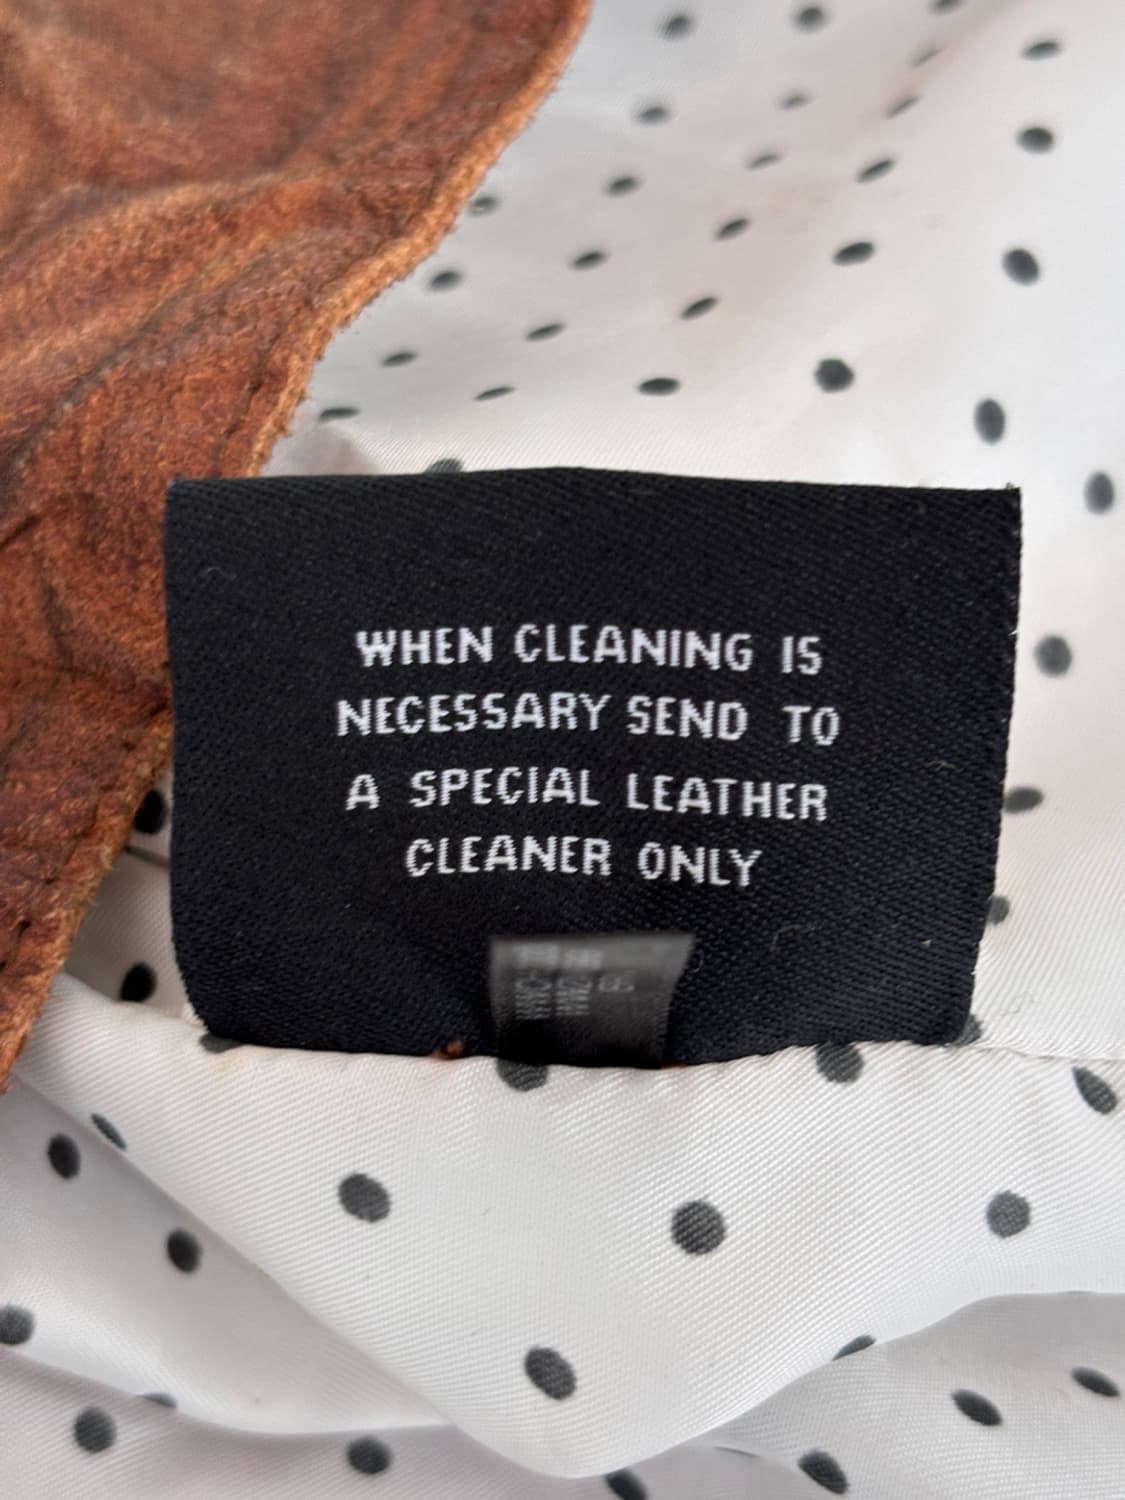 WHEN CLEANING IS
NECESSARY SEND TO
A SPECIAL LEATHER
CLEANER ONLY